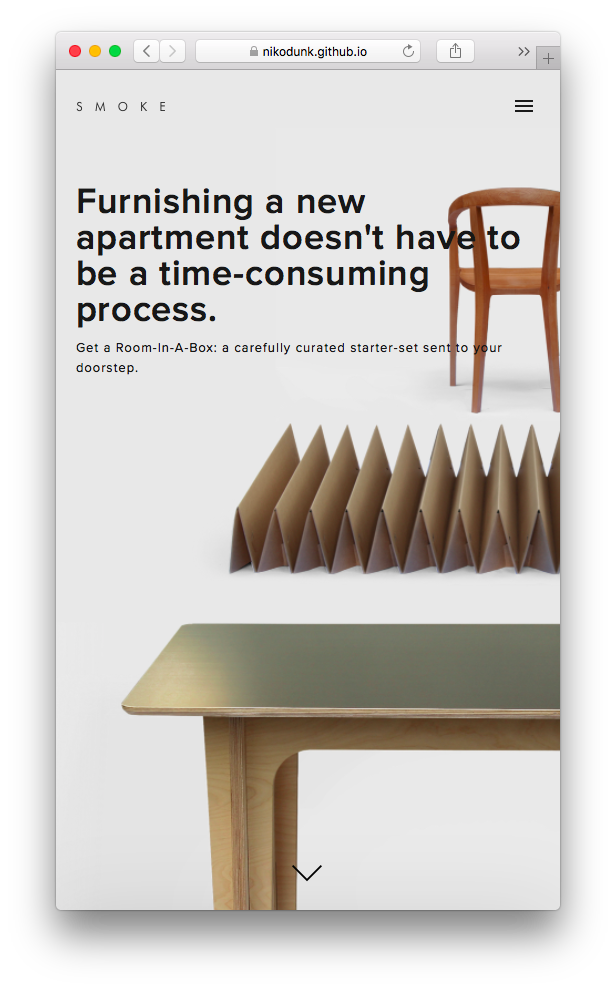 nikodunk.github.io
S M O K E
Furnishing a new
apartment doesn't have to
be a time-consuming
process.
Get a Room-In-A-Box: a carefully curated starter-set sent to your
doorstep.